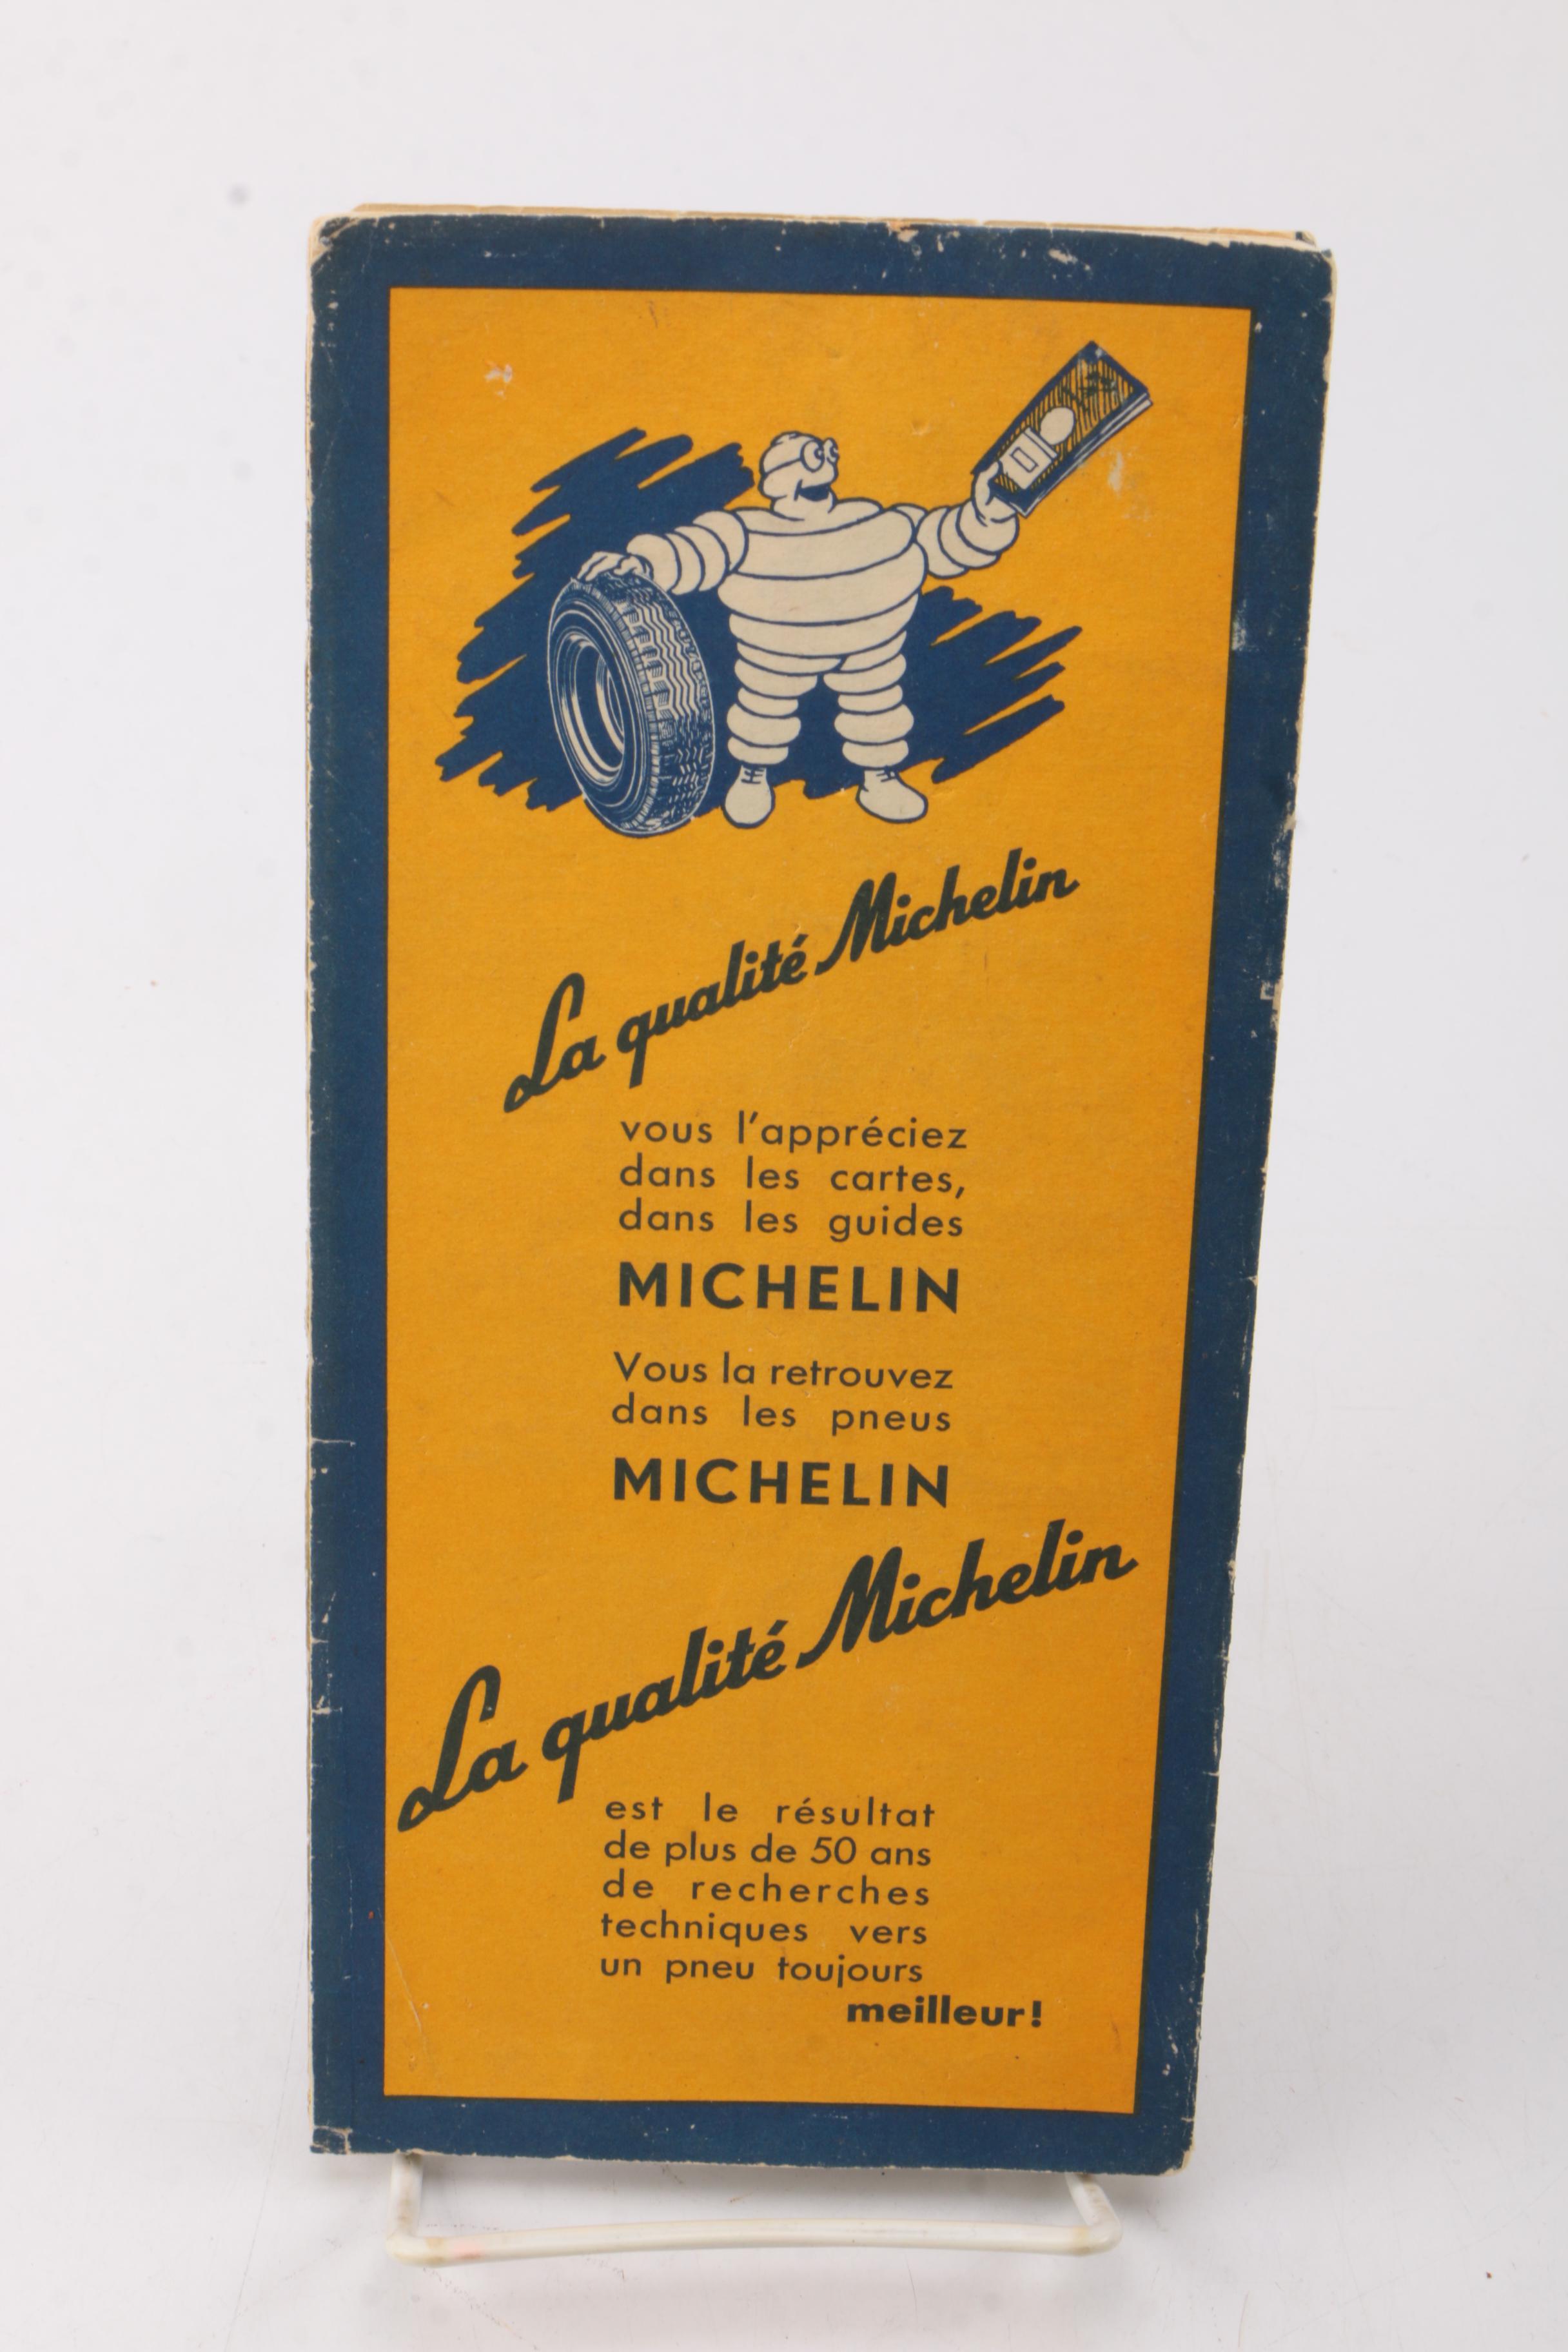 La qualité Michelin
vous l'appréciez
dans les cartes,
dans les guides
MICHELIN
Vous la retrouvez
dans les pneus
MICHELIN
La qualité Michelin
est le résultat
de plus de 50 ans
de recherches
techniques vers
un pneu toujours
meilleur!